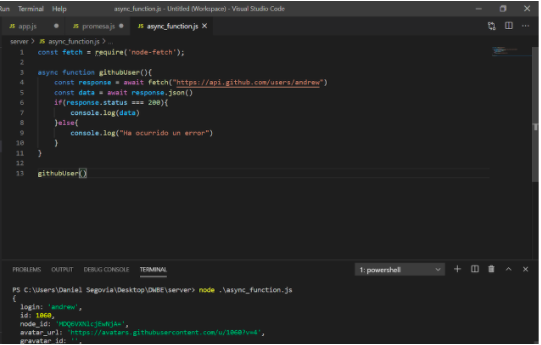 Run Terminal Help async_function.js - Untitled (Workspace) - Visual Studio Code
JS app.js JS promesa.js JS async_function.js
server > JS async_function.js > ...
1 const fetch = require('node-fetch');
2
3 async function githubUser(){
4 const response = await fetch("https://api.github.com/users/andrew")
5 const data = await response.json()
6 if(response.status === 200){
7 console.log(data)
8 }else{
9 console.log("Ha ocurrido un error")
10 }
11 }
12
13 githubUser()
PROBLEMS OUTPUT DEBUG CONSOLE TERMINAL 1: powershell
PS C:\Users\Daniel Segovia\Desktop\DWBE\server> node .\async_function.js
{
login: 'andrew',
id: 1060,
node_id:
avatar_url: 'https://avatars.githubusercontent.com/u/1060?v=4',
gravatar_id: '',